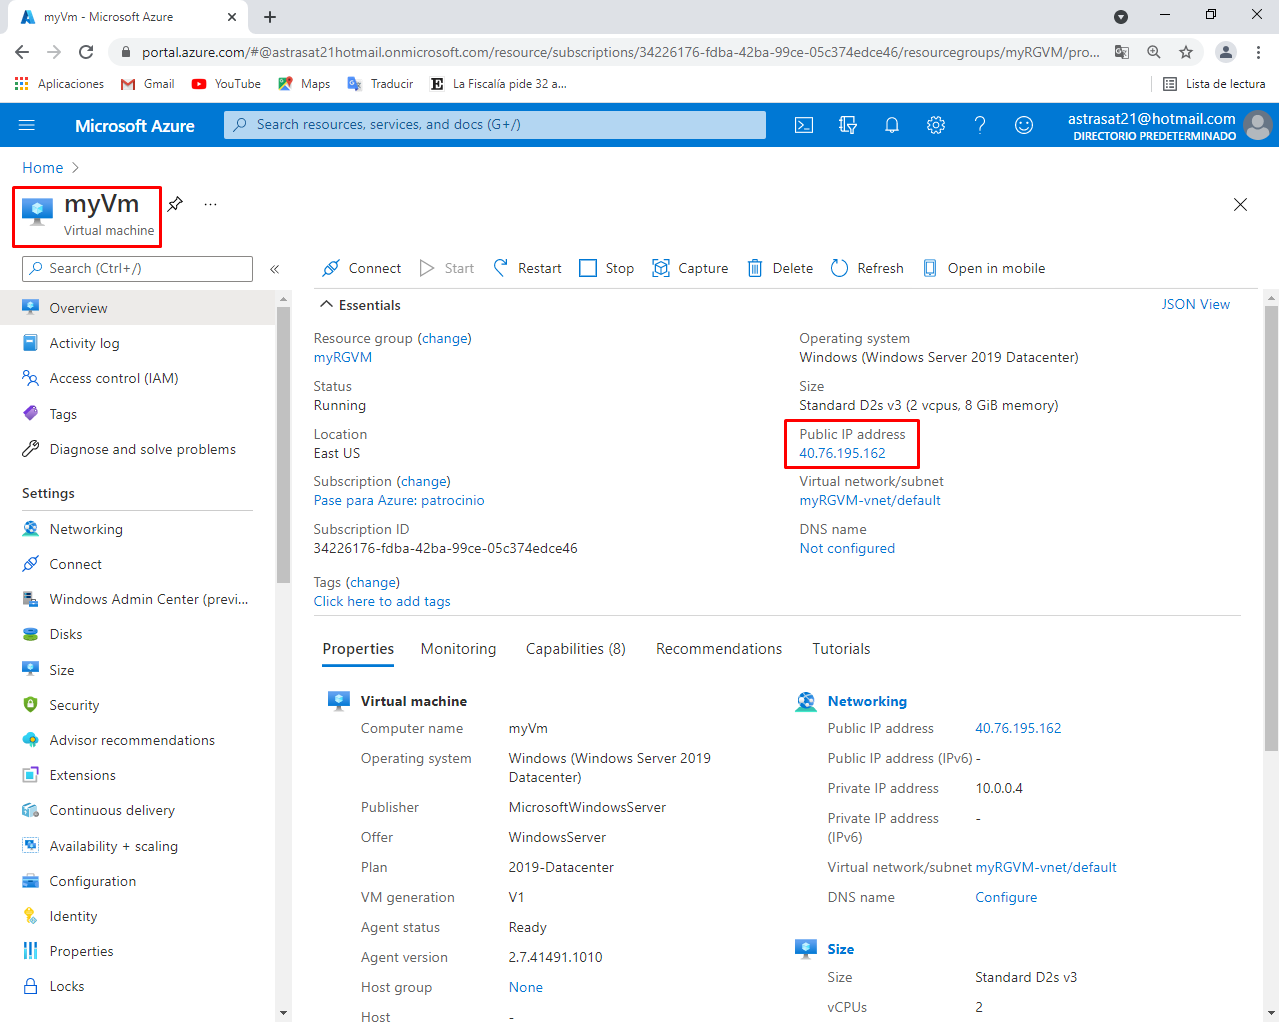 myVm - Microsoft Azure
portal.azure.com/#@astrasat21hotmail.onmicrosoft.com/resource/subscriptions/34226176-fdba-42ba-99ce-05c374edce46/resourcegroups/myRGVM/pro...
Aplicaciones Gmail YouTube Maps Traducir E La Fiscalía pide 32 a... Lista de lectura
Microsoft Azure Search resources, services, and docs (G+/) astrasat21@hotmail.com
DIRECTORIO PREDETERMINADO
Home >
myVm ...
Virtual machine
Search (Ctrl+/) «
Connect Start Restart Stop Capture Delete Refresh Open in mobile
Overview
Activity log
Access control (IAM)
Tags
Diagnose and solve problems
Settings
Networking
Connect
Windows Admin Center (previ...
Disks
Size
Security
Advisor recommendations
Extensions
Continuous delivery
Availability + scaling
Configuration
Identity
Properties
Locks
Essentials JSON View
Resource group (change)
myRGVM
Status
Running
Location
East US
Subscription (change)
Pase para Azure: patrocinio
Subscription ID
34226176-fdba-42ba-99ce-05c374edce46
Tags (change)
Click here to add tags
Operating system
Windows (Windows Server 2019 Datacenter)
Size
Standard D2s v3 (2 vcpus, 8 GiB memory)
Public IP address
40.76.195.162
Virtual network/subnet
myRGVM-vnet/default
DNS name
Not configured
Properties Monitoring Capabilities (8) Recommendations Tutorials
Virtual machine
Computer name myVm
Operating system Windows (Windows Server 2019
Datacenter)
Publisher MicrosoftWindowsServer
Offer WindowsServer
Plan 2019-Datacenter
VM generation V1
Agent status Ready
Agent version 2.7.41491.1010
Host group None
Host -
Networking
Public IP address 40.76.195.162
Public IP address (IPv6) -
Private IP address 10.0.0.4
Private IP address -
(IPv6)
Virtual network/subnet myRGVM-vnet/default
DNS name Configure
Size
Size Standard D2s v3
vCPUs 2